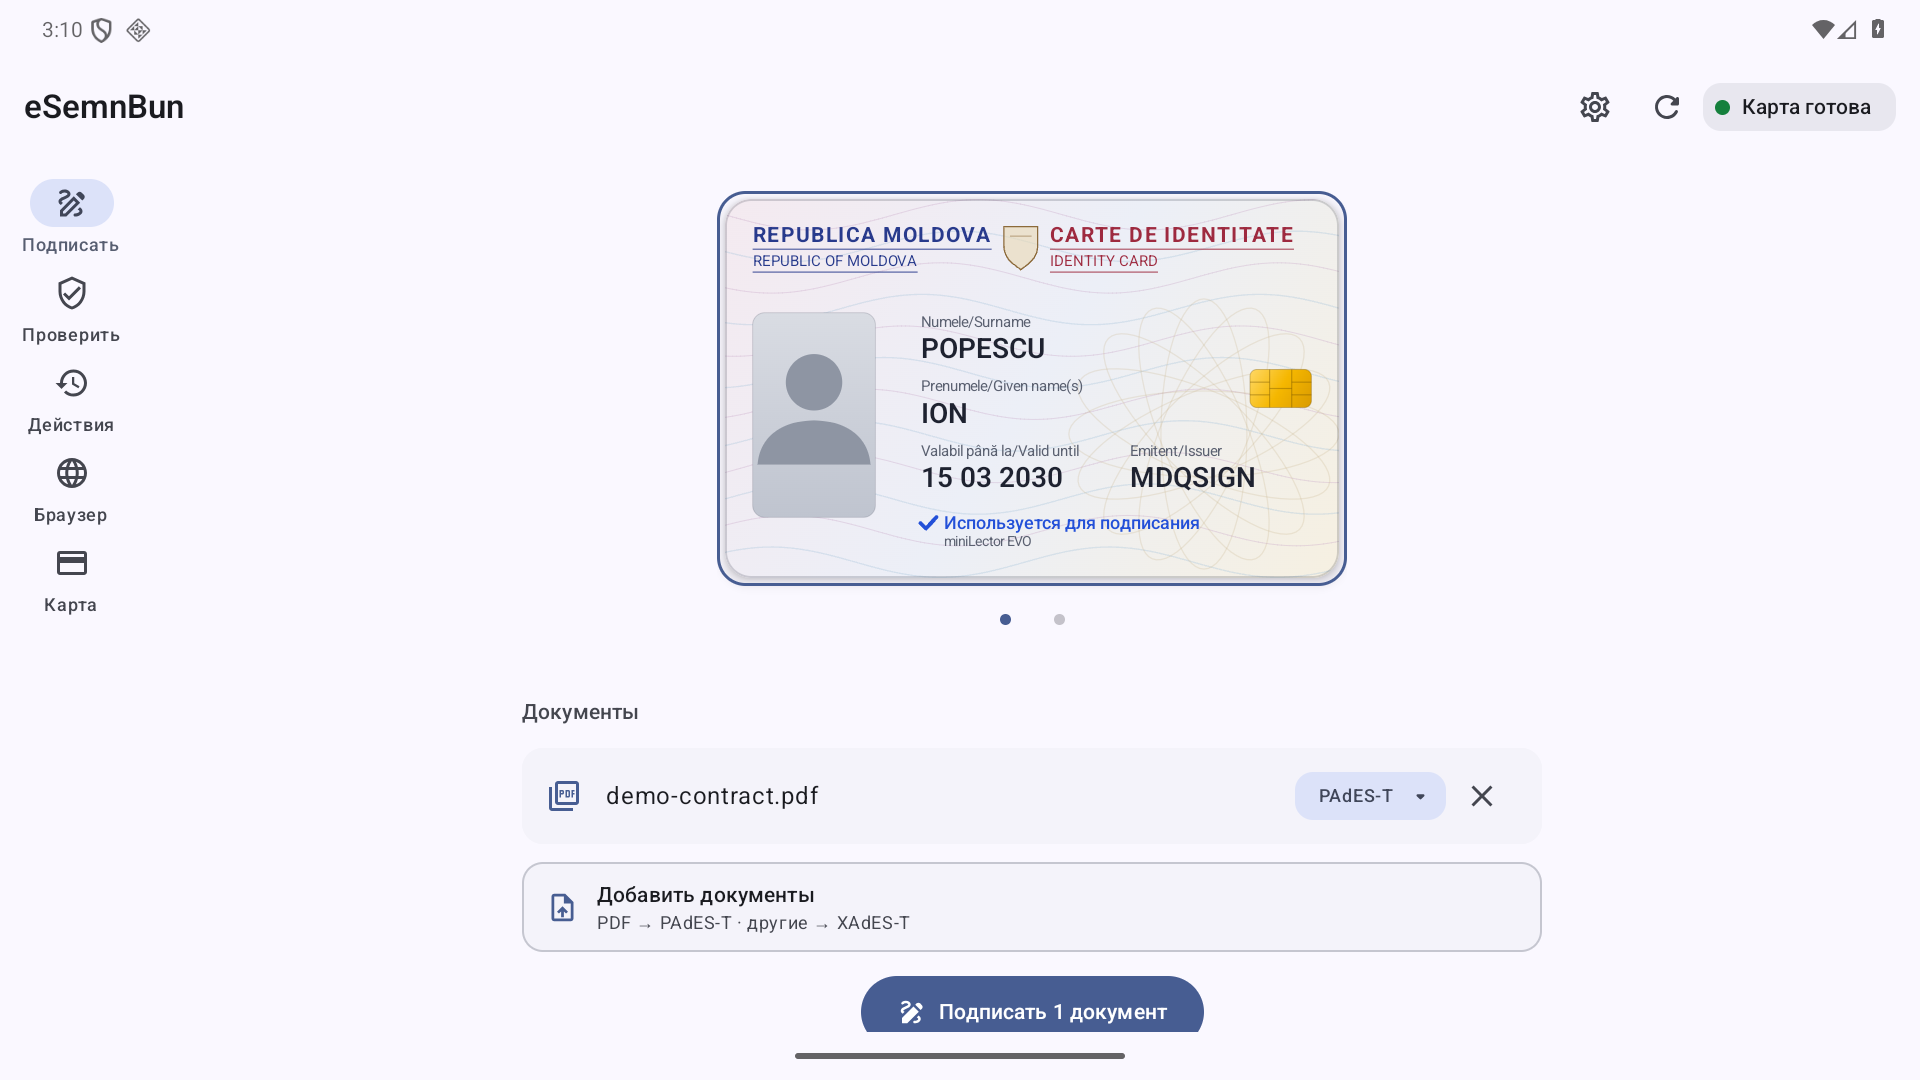 3:10
eSemnBun
Карта готова
Подписать
Проверить
Действия
Браузер
Карта
REPUBLICA MOLDOVA
REPUBLIC OF MOLDOVA
CARTE DE IDENTITATE
IDENTITY CARD
Numele/Surname
POPESCU
Prenumele/Given name(s)
ION
Valabil până la/Valid until
15 03 2030
Emitent/Issuer
MDQSIGN
Используется для подписания
miniLector EVO
Документы
PDF
demo-contract.pdf
PAdES-T
Добавить документы
PDF → PAdES-T · другие → XAdES-T
Подписать 1 документ